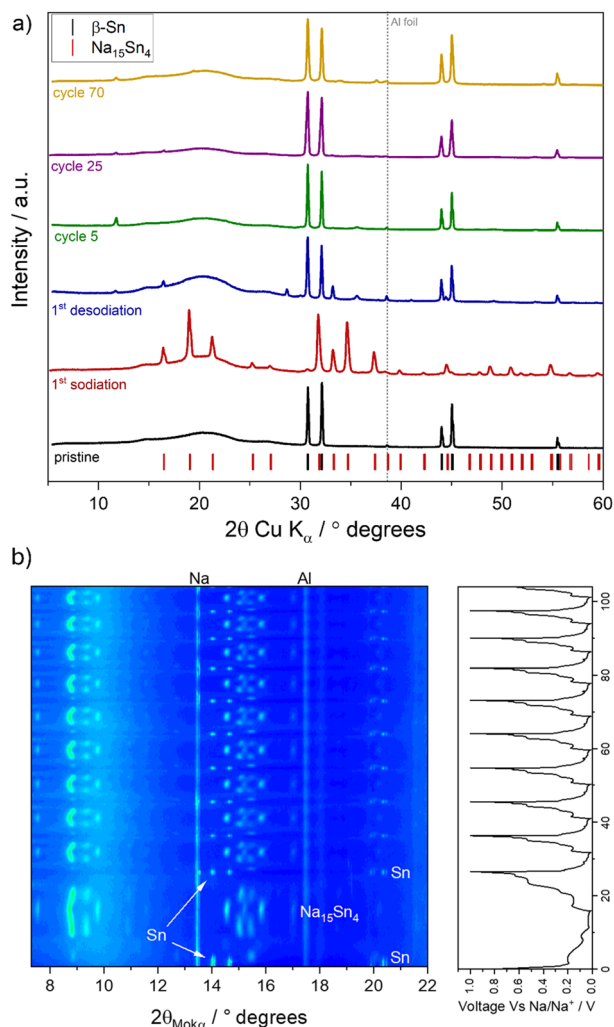 a)
β-Sn
Na₁₅Sn₄
Al foil
cycle 70
cycle 25
cycle 5
1st desodiation
1st sodiation
pristine
Intensity / a.u.
10 20 30 40 50 60
2θ Cu Kα / ° degrees
b)
Na Al
Sn
Sn
Na₁₅Sn₄
Sn
8 10 12 14 16 18 20 22
2θMokα / ° degrees
0 20 40 60 80 100
1.0 0.8 0.6 0.4 0.2 0.0
Voltage Vs Na/Na⁺ / V